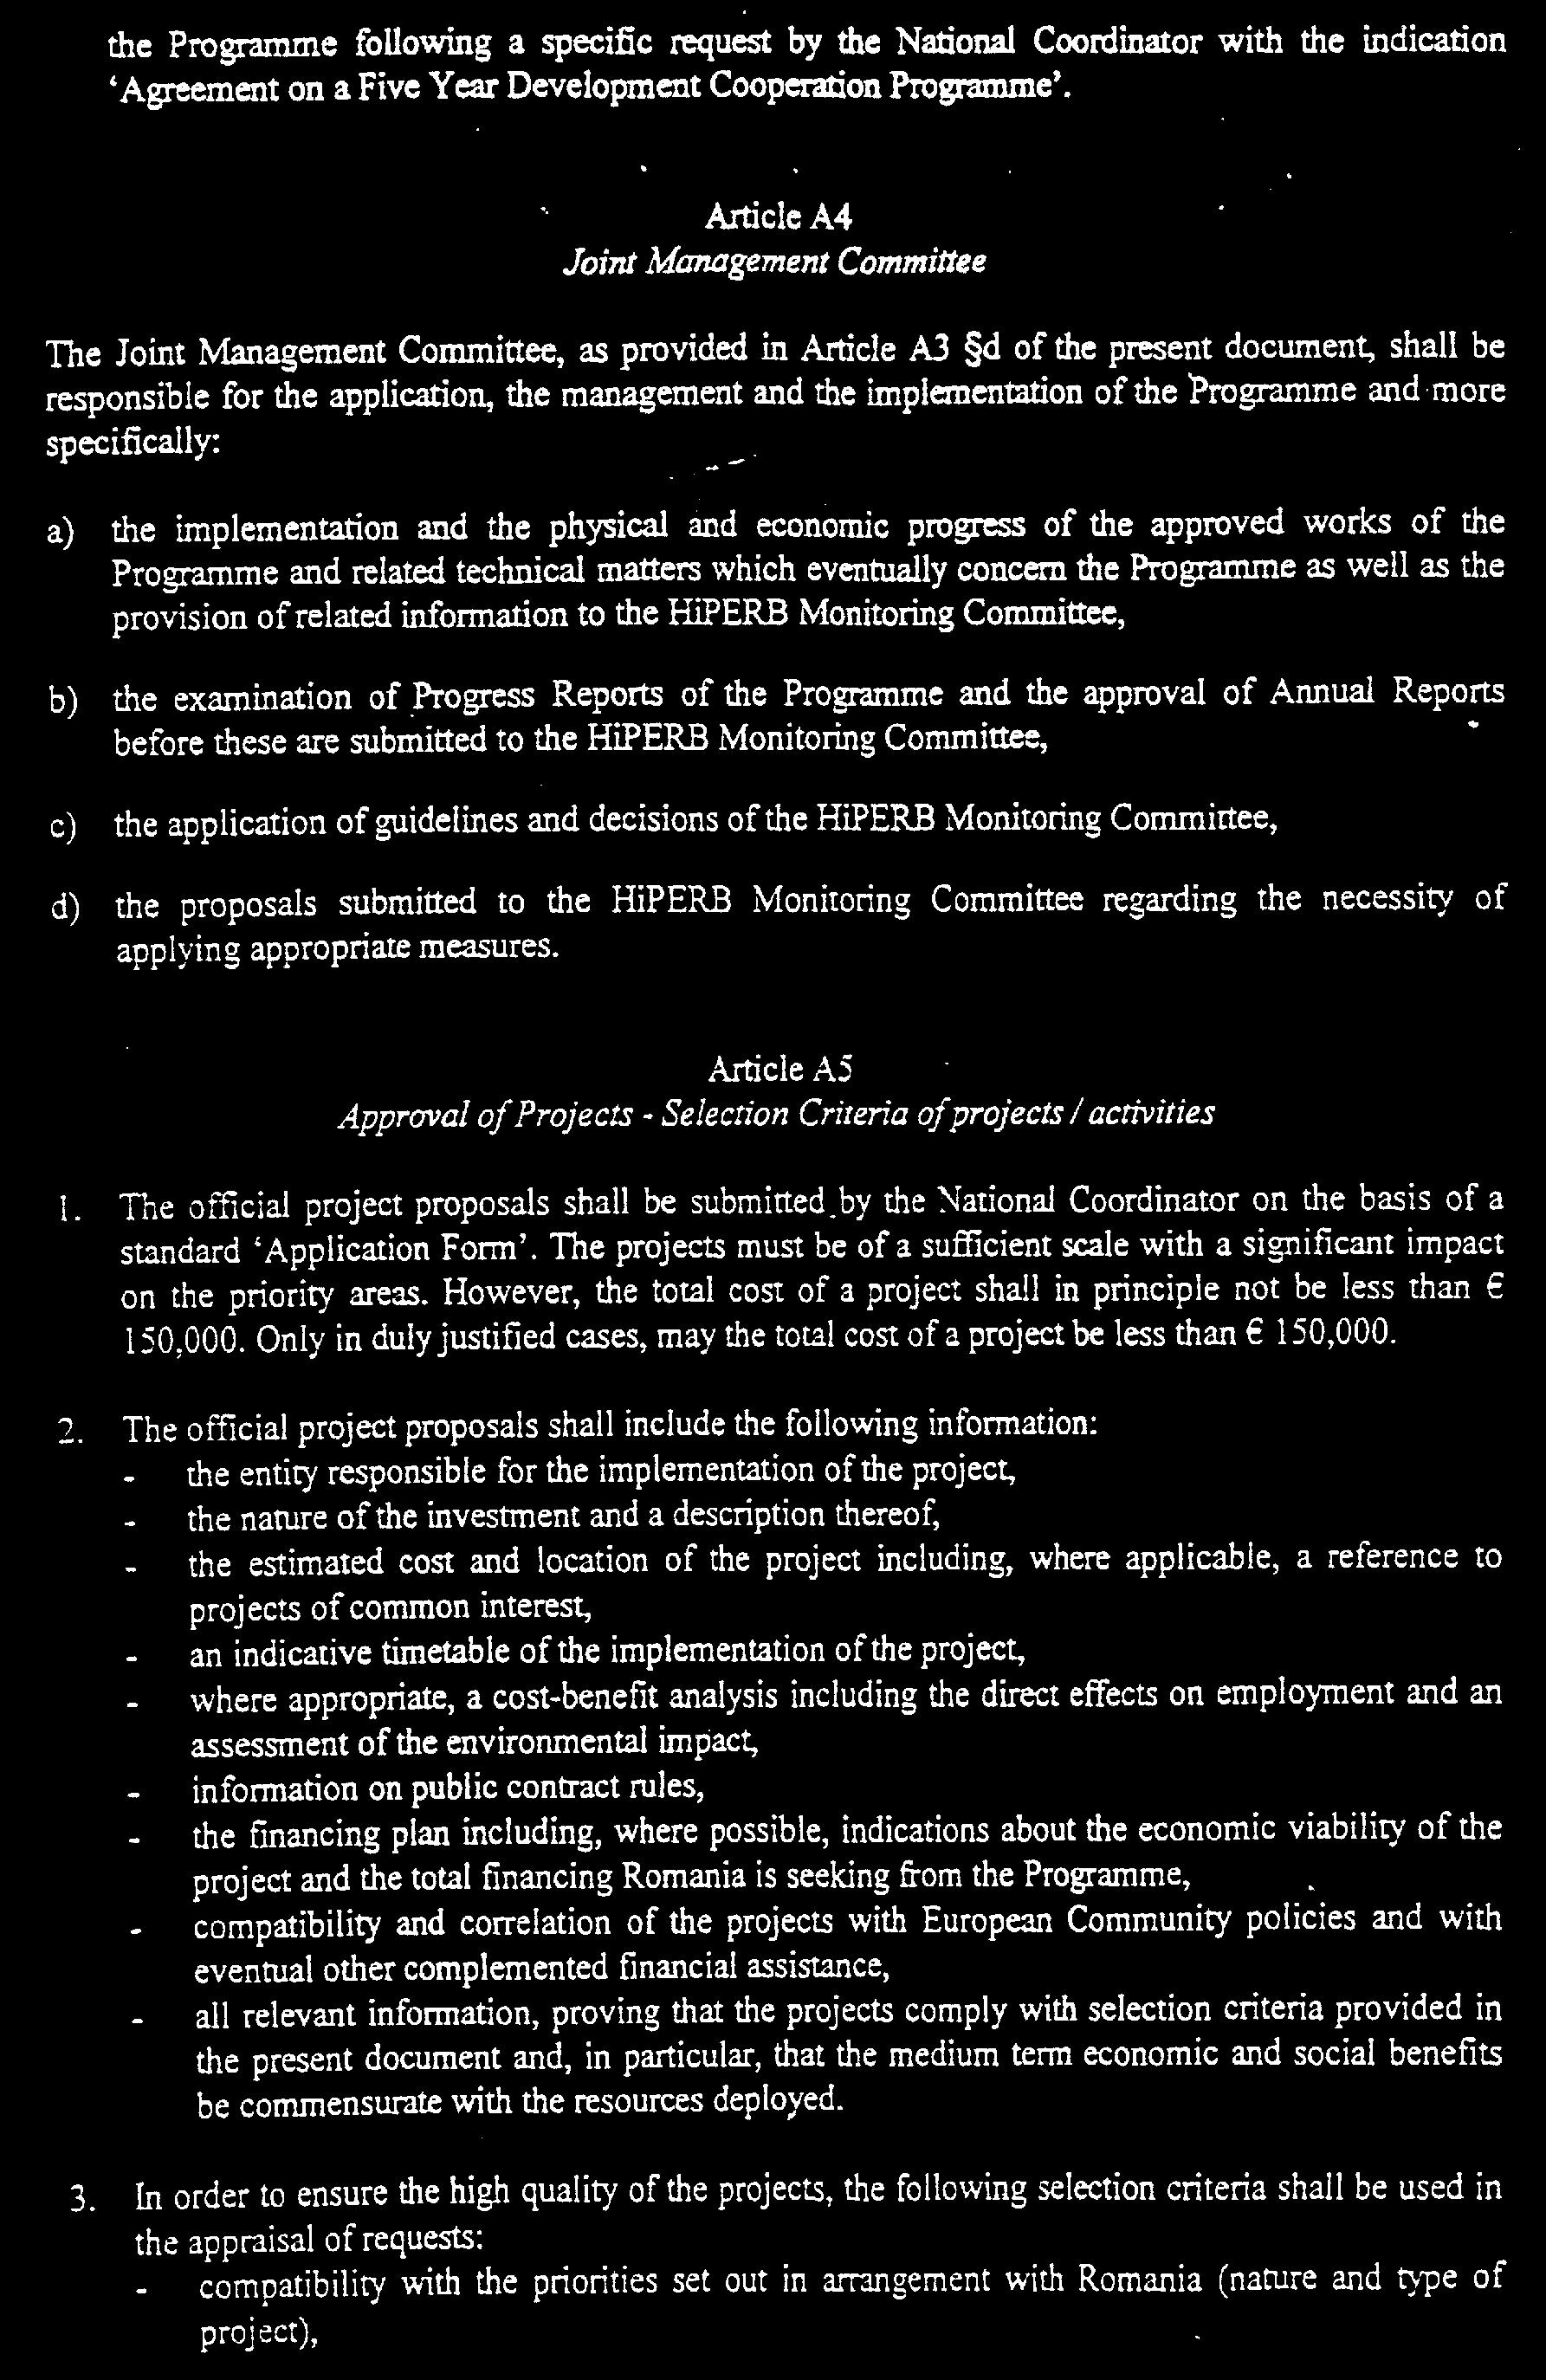 the Programme following a specific request by the National Coordinator with the indication
‘Agreement on a Five Year Development Cooperation Programme’.
Article A4
Joint Management Committee
The Joint Management Committee, as provided in Article A3 §d of the present document, shall be
responsible for the application, the management and the implementation of the Programme and more
specifically:
a) the implementation and the physical and economic progress of the approved works of the
Programme and related technical matters which eventually concern the Programme as well as the
provision of related information to the HiPERB Monitoring Committee,
b) the examination of Progress Reports of the Programme and the approval of Annual Reports
before these are submitted to the HiPERB Monitoring Committee,
c) the application of guidelines and decisions of the HiPERB Monitoring Committee,
d) the proposals submitted to the HiPERB Monitoring Committee regarding the necessity of
applying appropriate measures.
Article A5
Approval of Projects - Selection Criteria of projects / activities
1. The official project proposals shall be submitted by the National Coordinator on the basis of a
standard ‘Application Form’. The projects must be of a sufficient scale with a significant impact
on the priority areas. However, the total cost of a project shall in principle not be less than €
150,000. Only in duly justified cases, may the total cost of a project be less than € 150,000.
2. The official project proposals shall include the following information:
- the entity responsible for the implementation of the project,
- the nature of the investment and a description thereof,
- the estimated cost and location of the project including, where applicable, a reference to
projects of common interest,
- an indicative timetable of the implementation of the project,
- where appropriate, a cost-benefit analysis including the direct effects on employment and an
assessment of the environmental impact,
- information on public contract rules,
- the financing plan including, where possible, indications about the economic viability of the
project and the total financing Romania is seeking from the Programme,
- compatibility and correlation of the projects with European Community policies and with
eventual other complemented financial assistance,
- all relevant information, proving that the projects comply with selection criteria provided in
the present document and, in particular, that the medium term economic and social benefits
be commensurate with the resources deployed.
3. In order to ensure the high quality of the projects, the following selection criteria shall be used in
the appraisal of requests:
- compatibility with the priorities set out in arrangement with Romania (nature and type of
project),